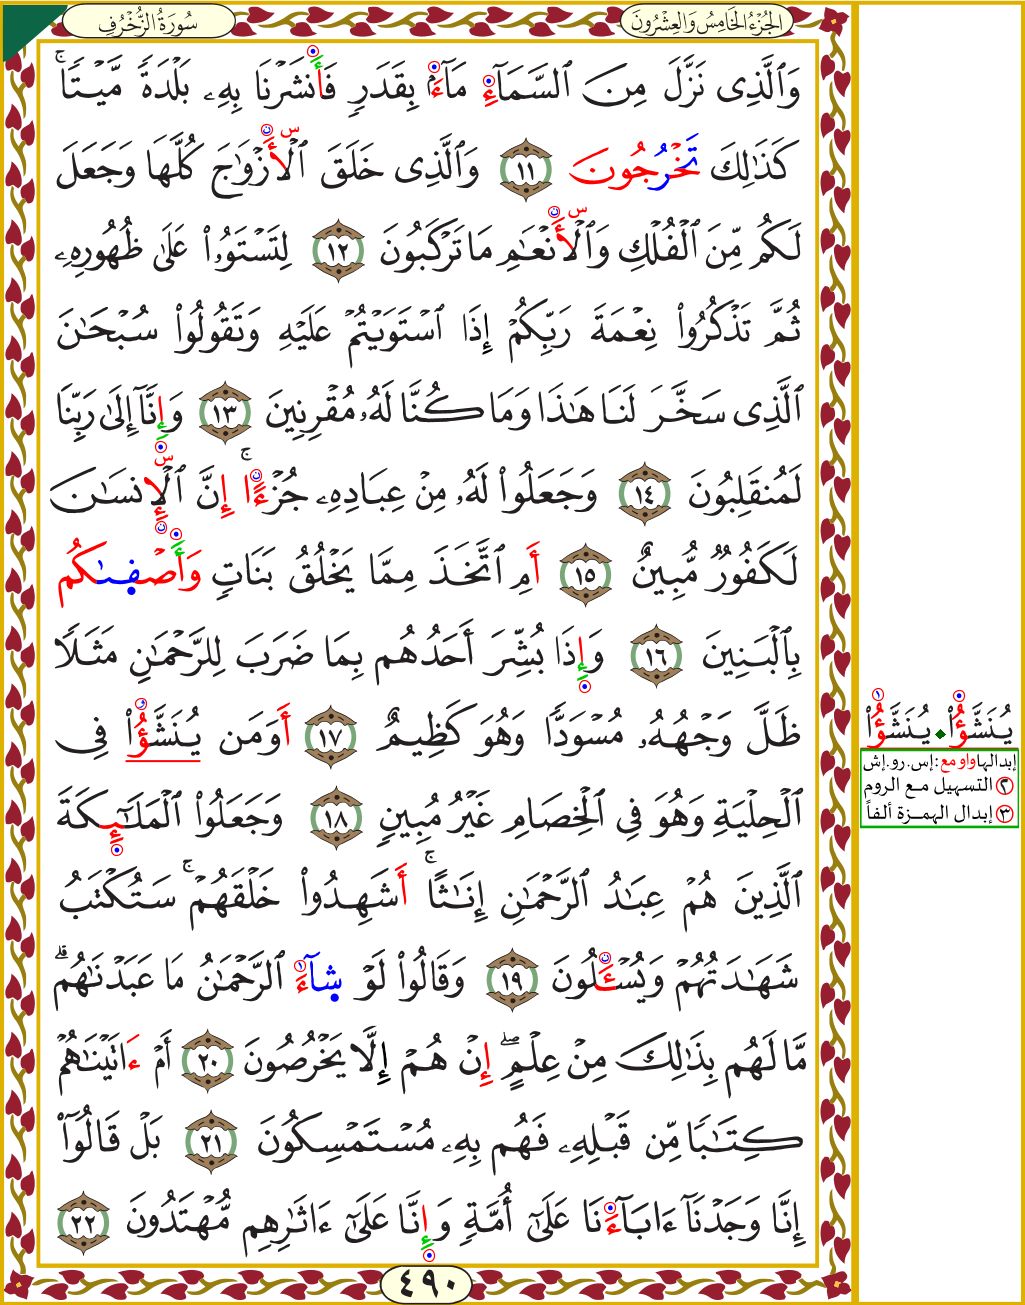 الجُزْءُ الخَامِسُ وَالعِشْرُونَ
سُورَةُ الزُّخْرُفِ
وَٱلَّذِى نَزَّلَ مِنَ ٱلسَّمَآءِ مَآءًۢ بِقَدَرٍۢ فَأَنشَرْنَا بِهِۦ بَلْدَةً مَّيْتًا ۚ
كَذَٰلِكَ تَخْرُجُونَ ١١ وَٱلَّذِى خَلَقَ ٱلْأَزْوَٰجَ كُلَّهَا وَجَعَلَ
لَكُم مِّنَ ٱلْفُلْكِ وَٱلْأَنْعَٰمِ مَا تَرْكَبُونَ ١٢ لِتَسْتَوُۥا۟ عَلَىٰ ظُهُورِهِۦ
ثُمَّ تَذْكُرُوا۟ نِعْمَةَ رَبِّكُمْ إِذَا ٱسْتَوَيْتُمْ عَلَيْهِ وَتَقُولُوا۟ سُبْحَٰنَ
ٱلَّذِى سَخَّرَ لَنَا هَٰذَا وَمَا كُنَّا لَهُۥ مُقْرِنِينَ ١٣ وَإِنَّآ إِلَىٰ رَبِّنَا
لَمُنقَلِبُونَ ١٤ وَجَعَلُوا۟ لَهُۥ مِنْ عِبَادِهِۦ جُزْءًا ۚ إِنَّ ٱلْإِنسَٰنَ
لَكَفُورٌ مُّبِينٌ ١٥ أَمِ ٱتَّخَذَ مِمَّا يَخْلُقُ بَنَاتٍ وَأَصْفَىٰكُم
بِٱلْبَنِينَ ١٦ وَإِذَا بُشِّرَ أَحَدُهُم بِمَا ضَرَبَ لِلرَّحْمَٰنِ مَثَلًا
ظَلَّ وَجْهُهُۥ مُسْوَدًّا وَهُوَ كَظِيمٌ ١٧ أَوَمَن يُنَشَّؤُا۟ فِى
ٱلْحِلْيَةِ وَهُوَ فِى ٱلْخِصَامِ غَيْرُ مُبِينٍ ١٨ وَجَعَلُوا۟ ٱلْمَلَٰٓئِكَةَ
ٱلَّذِينَ هُمْ عِبَٰدُ ٱلرَّحْمَٰنِ إِنَٰثًا ۚ أَشَهِدُوا۟ خَلْقَهُمْ ۚ سَتُكْتَبُ
شَهَٰدَتُهُمْ وَيُسْـَٔلُونَ ١٩ وَقَالُوا۟ لَوْ شَآءَ ٱلرَّحْمَٰنُ مَا عَبَدْنَٰهُم ۗ
مَّا لَهُم بِذَٰلِكَ مِنْ عِلْمٍ ۖ إِنْ هُمْ إِلَّا يَخْرُصُونَ ٢٠ أَمْ ءَاتَيْنَٰهُمْ
كِتَٰبًا مِّن قَبْلِهِۦ فَهُم بِهِۦ مُسْتَمْسِكُونَ ٢١ بَلْ قَالُوٓا۟
إِنَّا وَجَدْنَآ ءَابَآءَنَا عَلَىٰٓ أُمَّةٍ وَإِنَّا عَلَىٰٓ ءَاثَٰرِهِم مُّهْتَدُونَ ٢٢
٤٩٠
يُنَشَّؤُا۟ ◆ يُنَشَّؤُا۟
إبدالها واو مع: إس. رو. إش
٢ التسهيل مع الروم
٣ إبدال الهمزة ألفاً